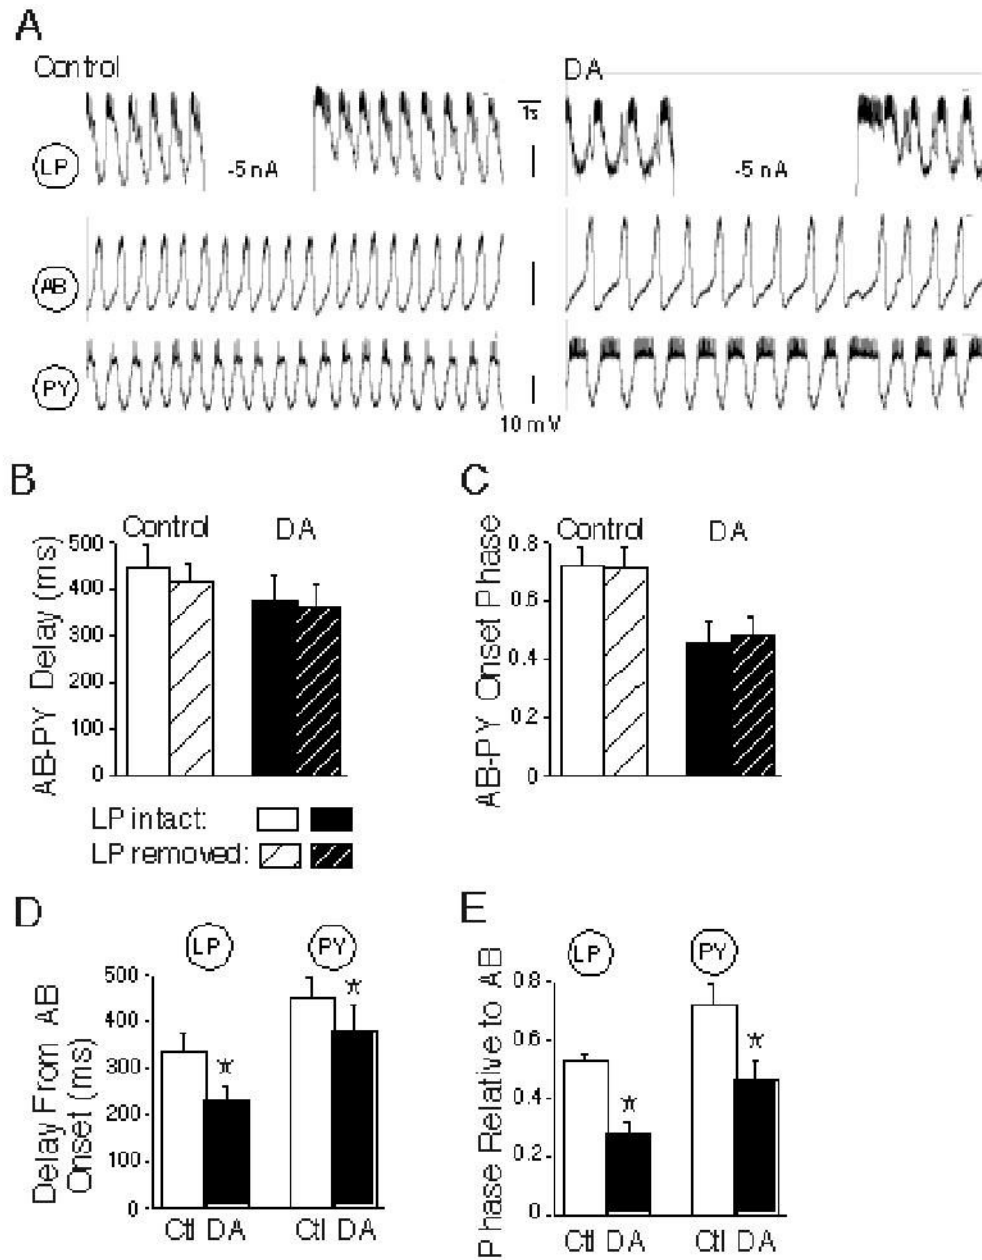 A
Control
DA
1s
LP
-5 nA
-5 nA
AB
PY
10 mV
B
AB-PY Delay (ms)
Control
DA
500
400
300
200
100
0
C
AB-PY Onset Phase
Control
DA
0.8
0.6
0.4
0.2
0
LP intact:
LP removed:
D
LP
PY
Delay From AB
Onset (ms)
500
400
300
200
100
0
*
*
Ctl DA
Ctl DA
E
LP
PY
Phase Relative to AB
0.8
0.6
0.4
0.2
0
*
*
Ctl DA
Ctl DA